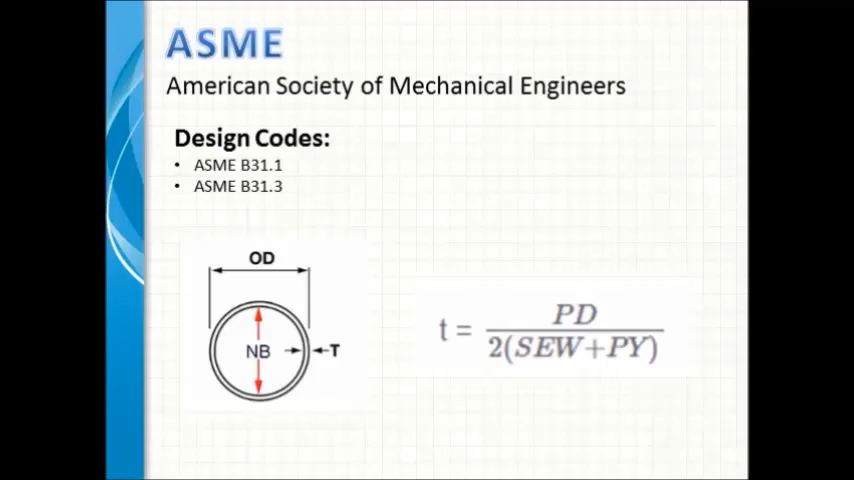 ASME
American Society of Mechanical Engineers
Design Codes:
• ASME B31.1
• ASME B31.3
OD
NB
T
t = PD / 2(SEW+PY)